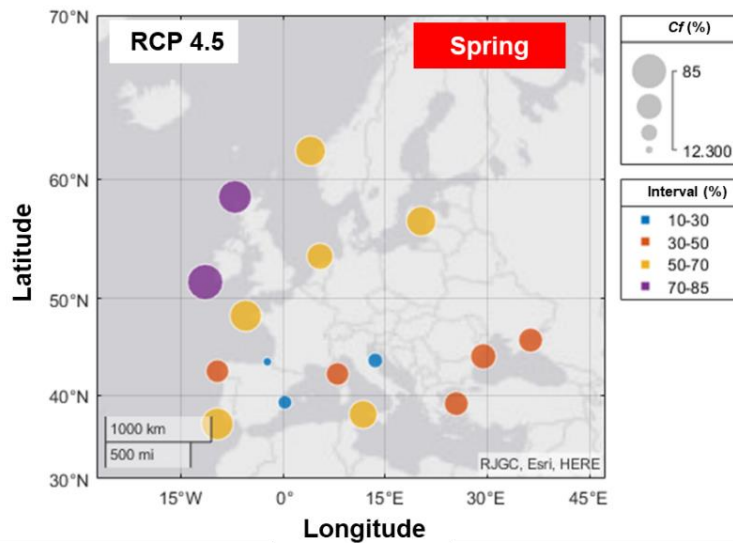 70°N
RCP 4.5
Spring
60°N
50°N
40°N
30°N
Latitude
1000 km
500 mi
RJGC, Esri, HERE
15°W
0°
15°E
30°E
45°E
Longitude
Cf (%)
85
12.300
Interval (%)
10-30
30-50
50-70
70-85